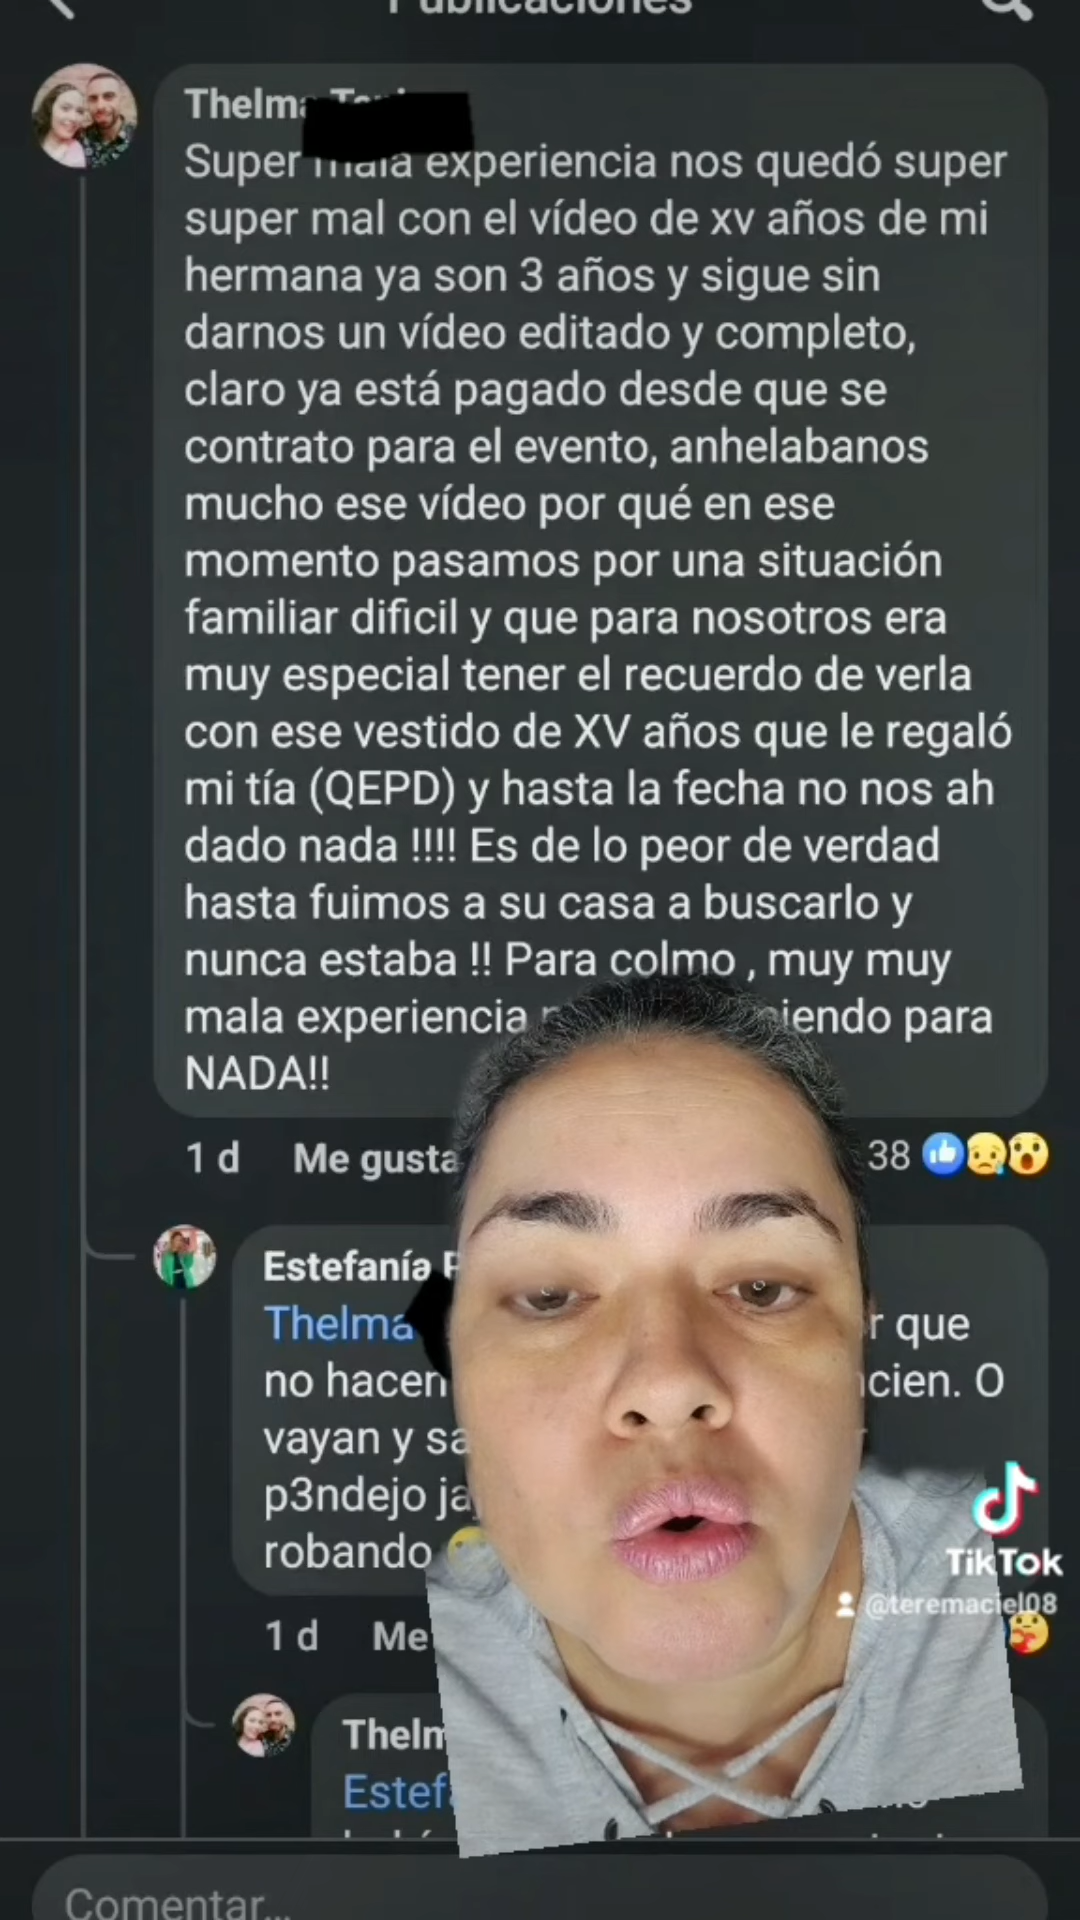 Publicaciones
Thelma
Super mala experiencia nos quedó super
super mal con el vídeo de xv años de mi
hermana ya son 3 años y sigue sin
darnos un vídeo editado y completo,
claro ya está pagado desde que se
contrato para el evento, anhelabanos
mucho ese vídeo por qué en ese
momento pasamos por una situación
familiar dificil y que para nosotros era
muy especial tener el recuerdo de verla
con ese vestido de XV años que le regaló
mi tía (QEPD) y hasta la fecha no nos ah
dado nada !!!! Es de lo peor de verdad
hasta fuimos a su casa a buscarlo y
nunca estaba !! Para colmo , muy muy
mala experiencia para
NADA!!
1 d Me gusta 38
Estefanía
Thelma que
no hacen O
vayan y
p3ndejo
robando
1 d Me
TikTok
@teremaciel08
Comentar...